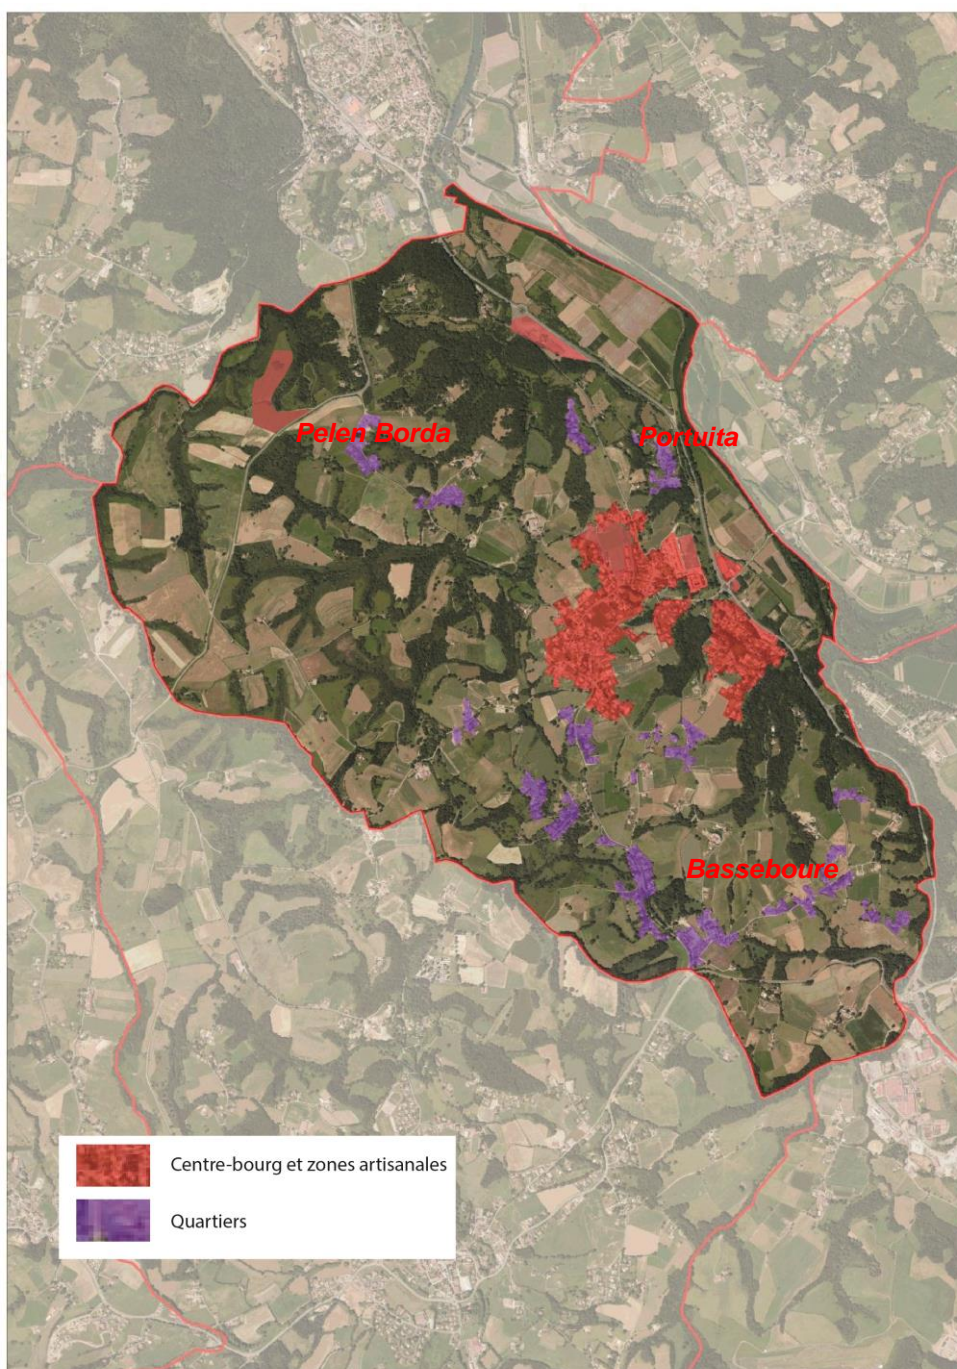 Pelen Borda
Portuita
Basseboure
Centre-bourg et zones artisanales
Quartiers